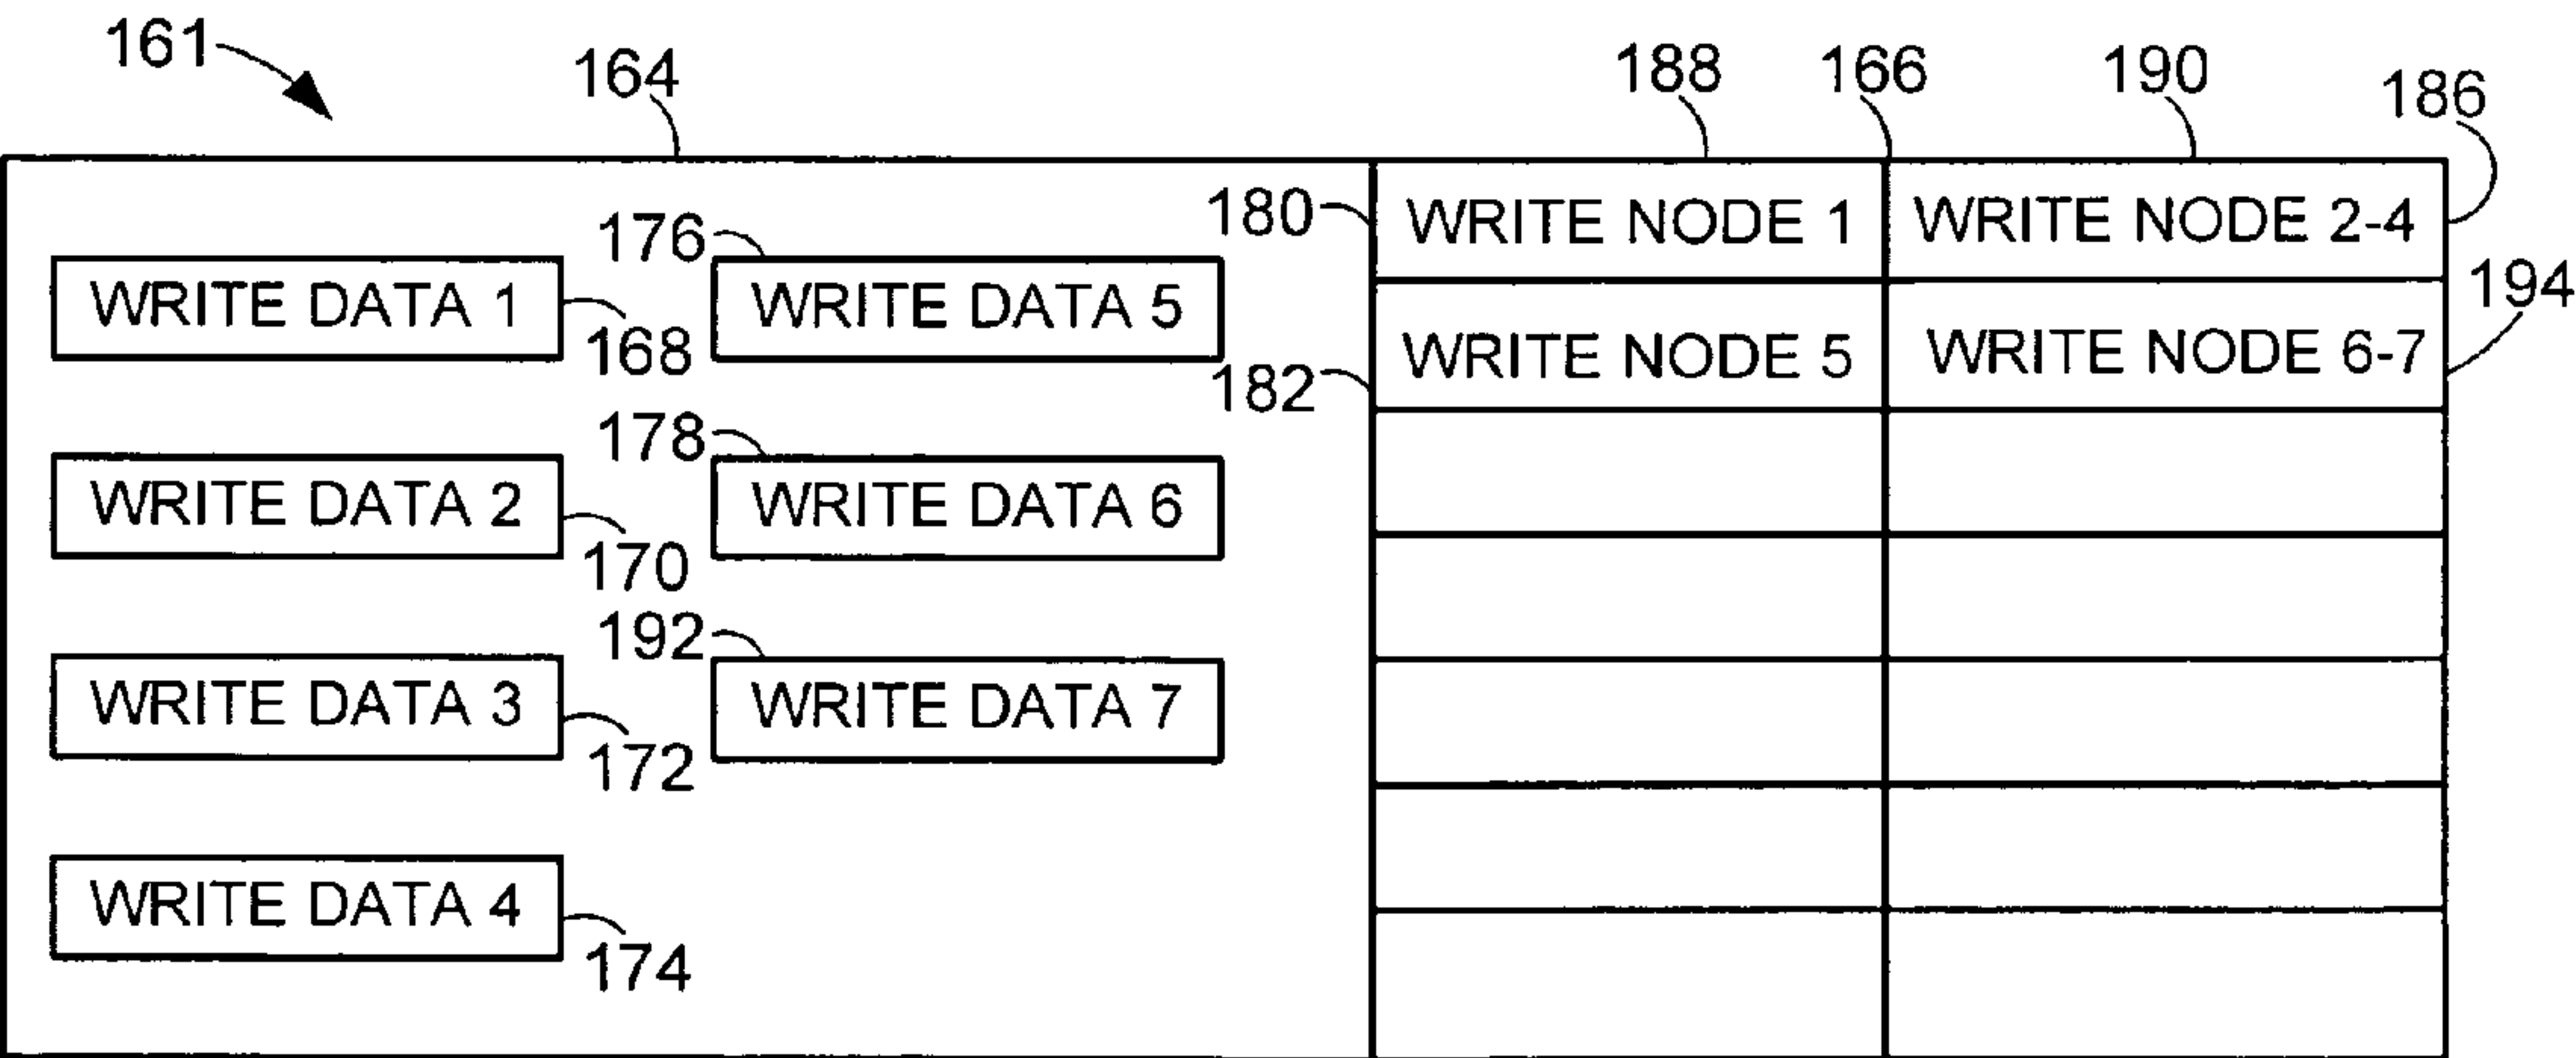 161
164
188
166
190
186
180
WRITE NODE 1
WRITE NODE 2-4
176
WRITE DATA 1
168
WRITE DATA 5
182
WRITE NODE 5
WRITE NODE 6-7
194
178
WRITE DATA 2
170
WRITE DATA 6
192
WRITE DATA 3
172
WRITE DATA 7
WRITE DATA 4
174